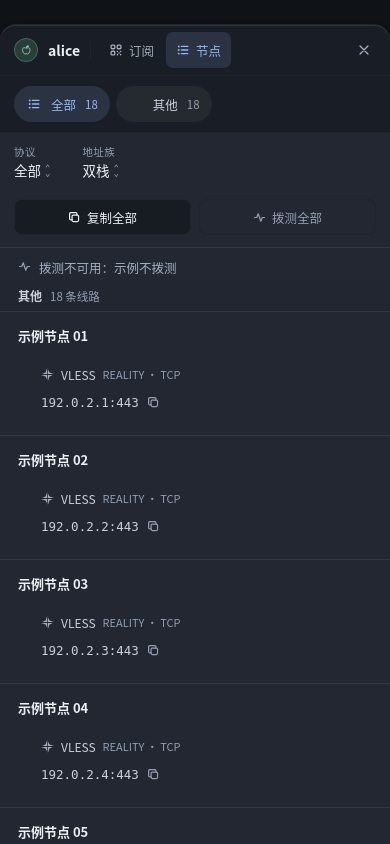 alice 订阅 节点
全部 18 其他 18
协议 地址族
全部 双栈
复制全部 拨测全部
拨测不可用：示例不拨测
其他 18 条线路
示例节点 01
VLESS REALITY · TCP
192.0.2.1:443
示例节点 02
VLESS REALITY · TCP
192.0.2.2:443
示例节点 03
VLESS REALITY · TCP
192.0.2.3:443
示例节点 04
VLESS REALITY · TCP
192.0.2.4:443
示例节点 05